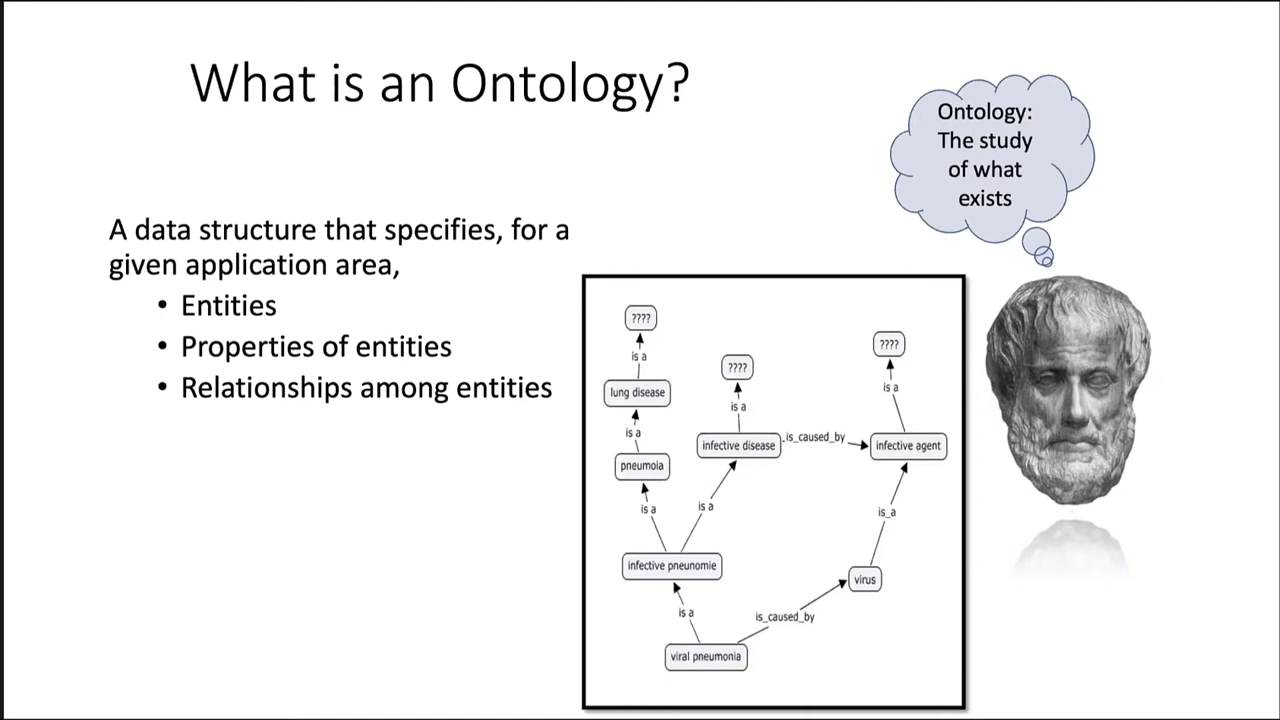 What is an Ontology?
Ontology:
The study
of what
exists
A data structure that specifies, for a
given application area,
• Entities
• Properties of entities
• Relationships among entities
????
is a
lung disease
is a
pneumoia
is a
infective pneunomie
is a
viral pneumonia
????
is a
infective disease
is a
is_caused_by
????
is a
infective agent
is_a
virus
is_caused_by